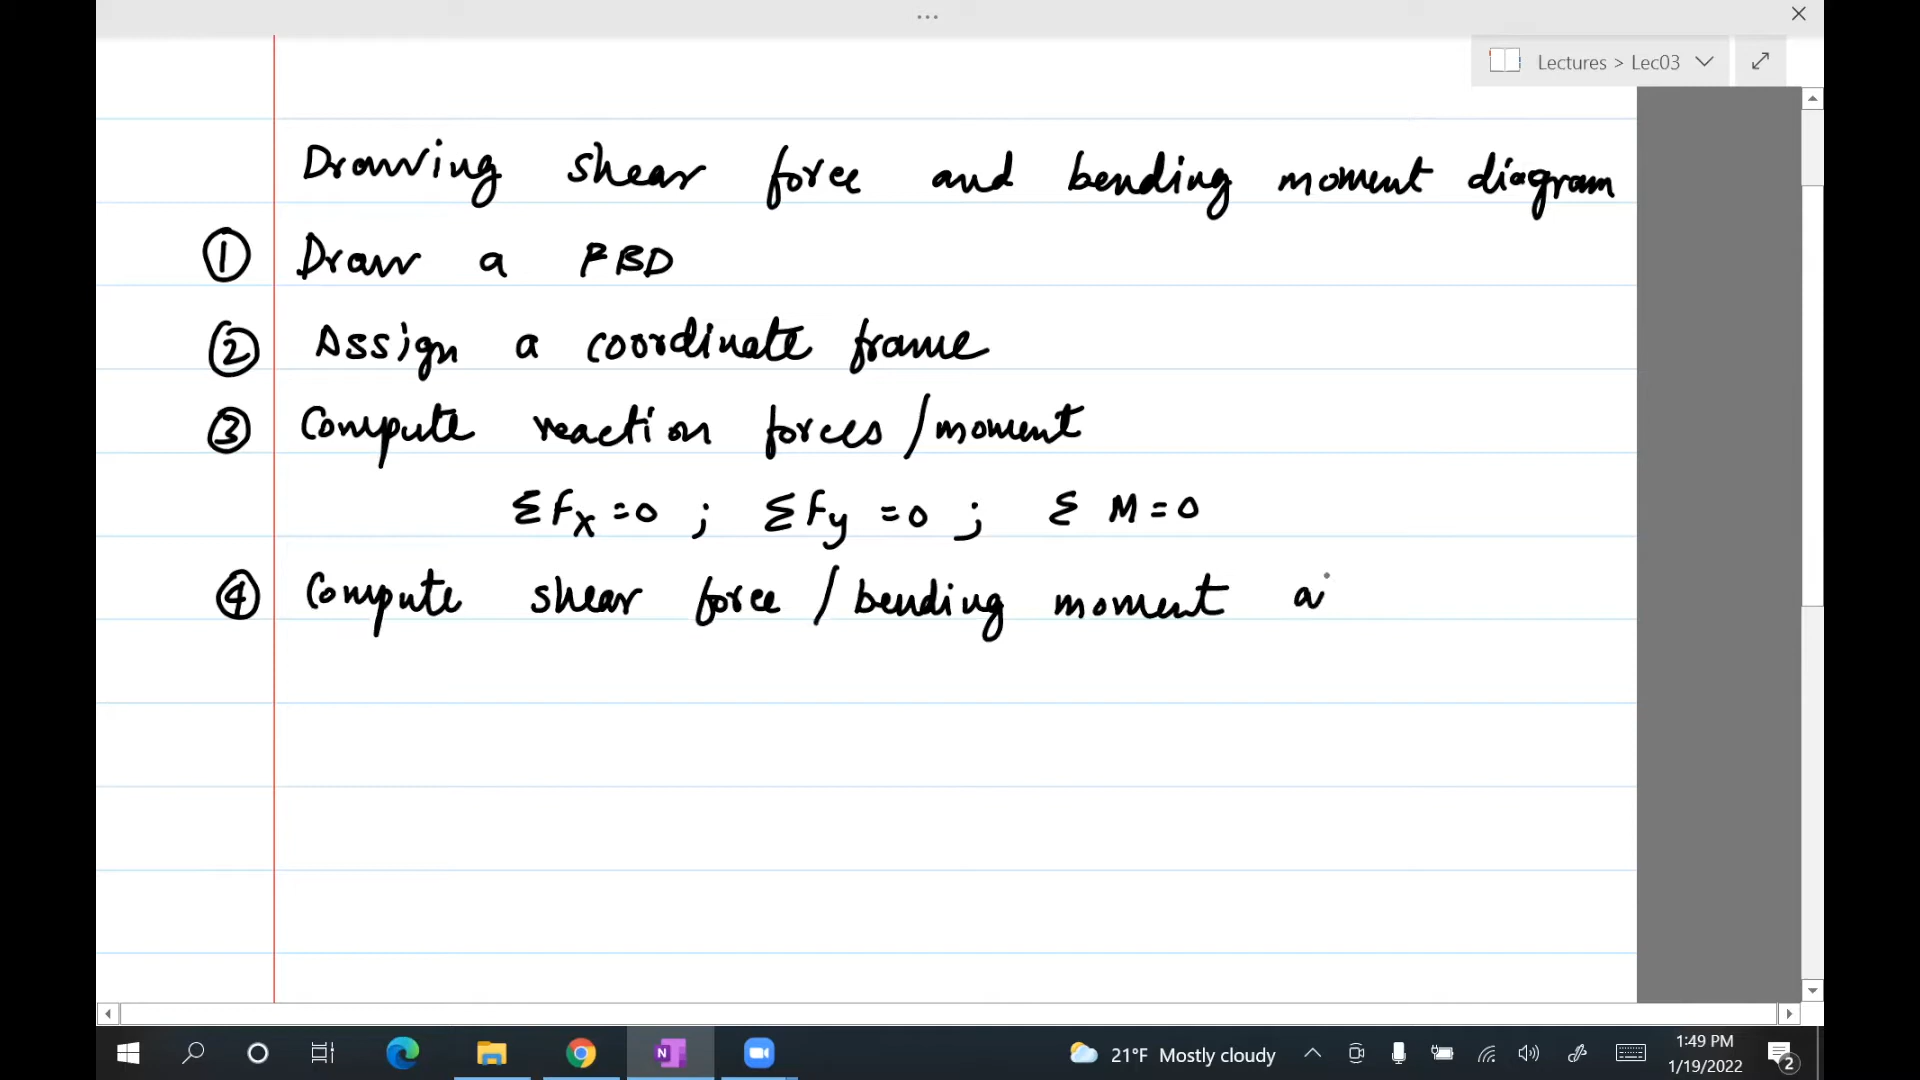 ...
Lectures > Lec03
Drawing shear force and bending moment diagram
① Draw a FBD
② Assign a coordinate frame
③ Compute reaction forces/moment
ΣFx=0 ; ΣFy=0 ; Σ M=0
④ Compute shear force/bending moment a
21°F Mostly cloudy
1:49 PM
1/19/2022
2